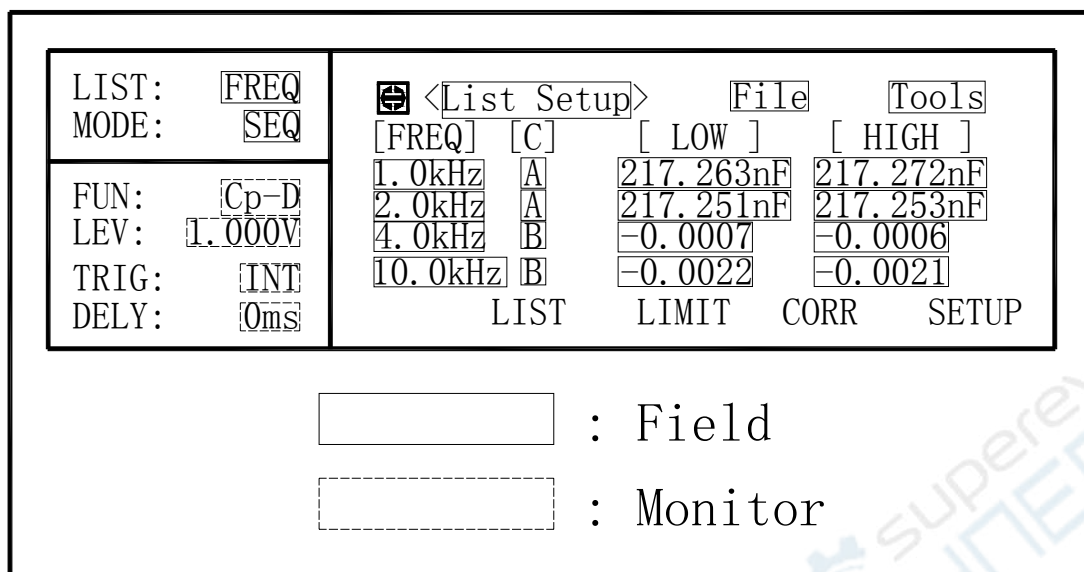 LIST: FREQ
MODE: SEQ
FUN: Cp-D
LEV: 1.000V
TRIG: INT
DELY: 0ms
<List Setup> File Tools
[FREQ] [C] [ LOW ] [ HIGH ]
1.0kHz A 217.263nF 217.272nF
2.0kHz A 217.251nF 217.253nF
4.0kHz B -0.0007 -0.0006
10.0kHz B -0.0022 -0.0021
LIST LIMIT CORR SETUP
: Field
: Monitor